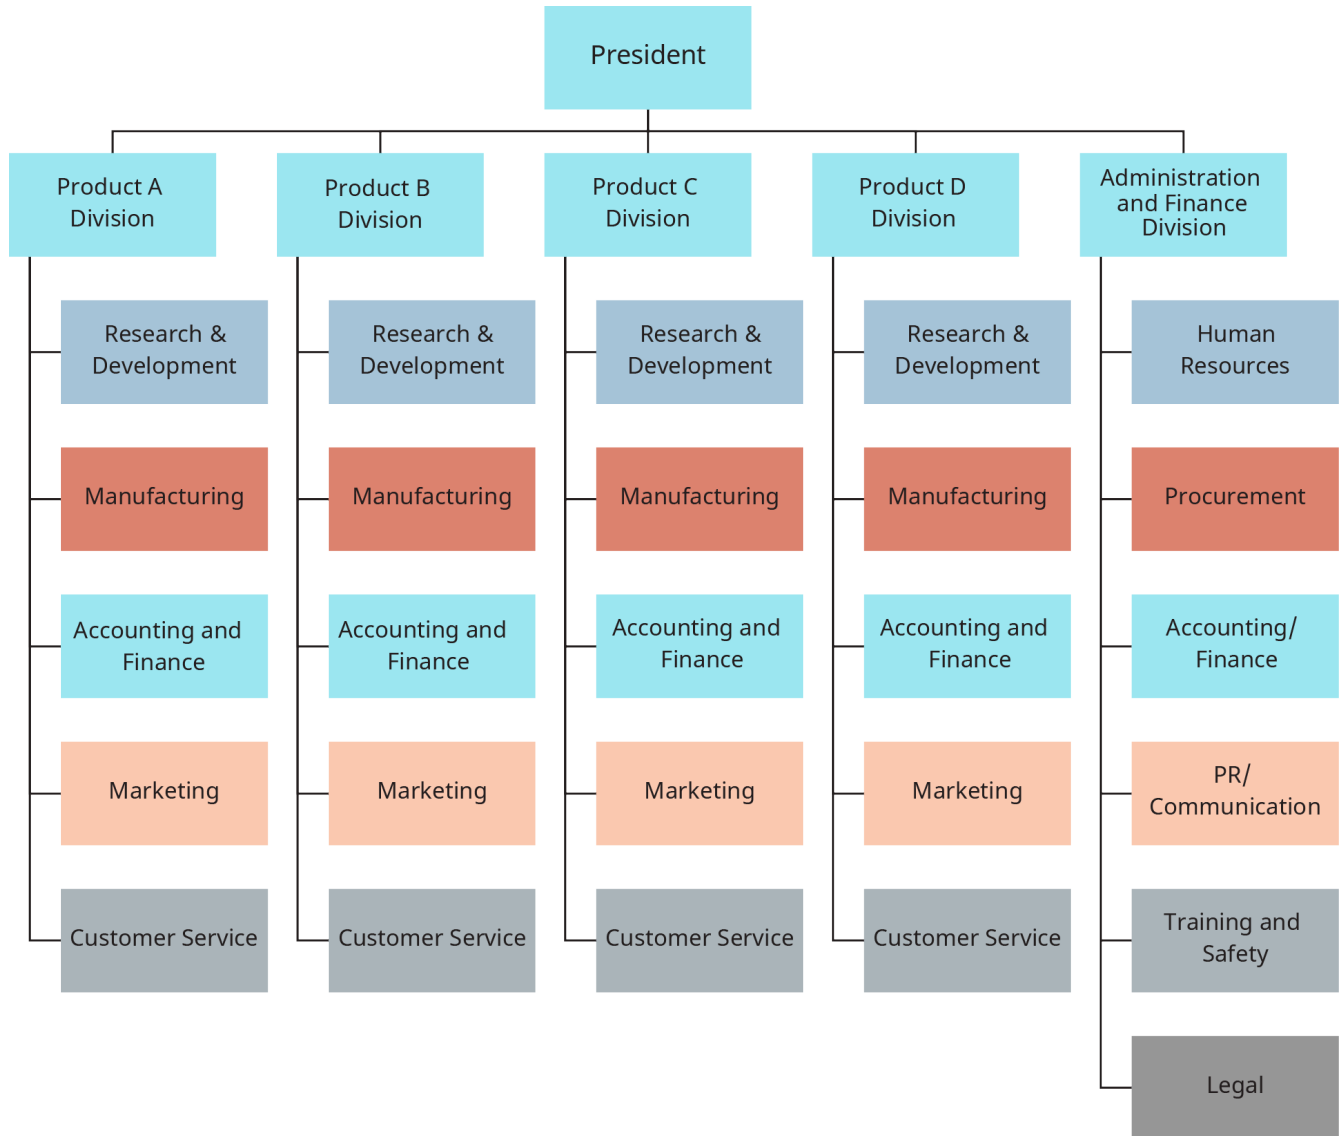 President
Product A
Division
Product B
Division
Product C
Division
Product D
Division
Administration
and Finance
Division
Research &
Development
Research &
Development
Research &
Development
Research &
Development
Human
Resources
Manufacturing
Manufacturing
Manufacturing
Manufacturing
Procurement
Accounting and
Finance
Accounting and
Finance
Accounting and
Finance
Accounting and
Finance
Accounting/
Finance
Marketing
Marketing
Marketing
Marketing
PR/
Communication
Customer Service
Customer Service
Customer Service
Customer Service
Training and
Safety
Legal